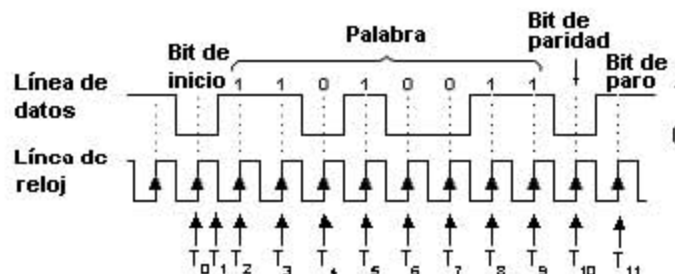 Bit de inicio
Palabra
Bit de paridad
Bit de paro
Línea de datos
1 1 0 1 0 0 1 1
Línea de reloj
T0 T1 T2 T3 T4 T5 T6 T7 T8 T9 T10 T11